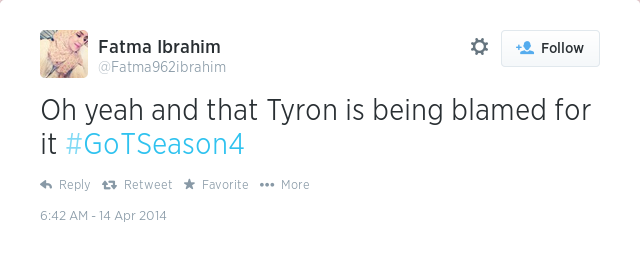 Fatma Ibrahim
@Fatma962ibrahim
Follow
Oh yeah and that Tyron is being blamed for
it #GoTSeason4
Reply Retweet Favorite More
6:42 AM - 14 Apr 2014